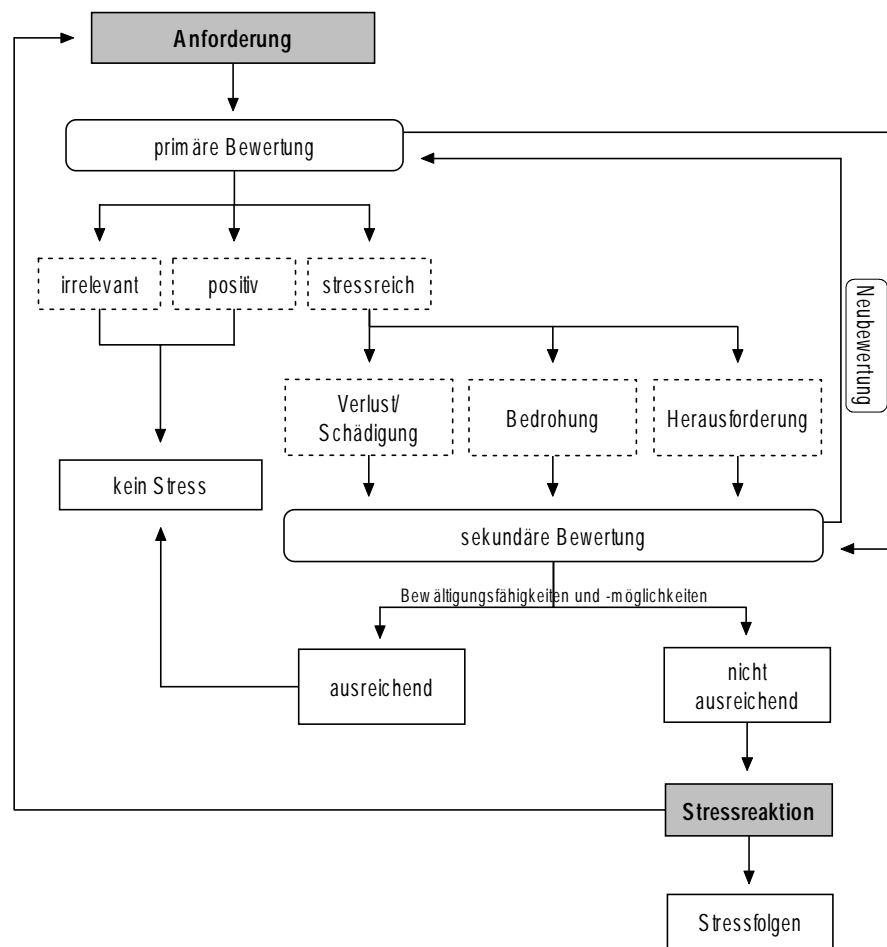 Anforderung
primäre Bewertung
irrelevant
positiv
stressreich
Neubewertung
Verlust/
Schädigung
Bedrohung
Herausforderung
kein Stress
sekundäre Bewertung
Bewältigungsfähigkeiten und -möglichkeiten
ausreichend
nicht
ausreichend
Stressreaktion
Stressfolgen